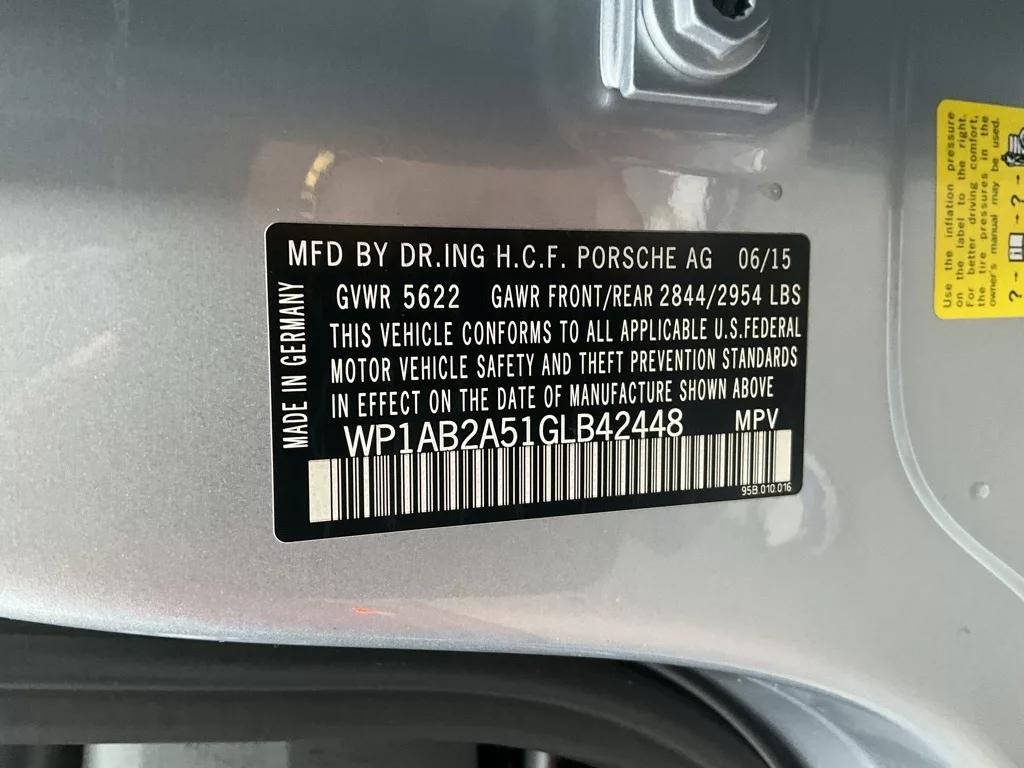 MFD BY DR.ING H.C.F. PORSCHE AG 06/15
GVWR 5622 GAWR FRONT/REAR 2844/2954 LBS
THIS VEHICLE CONFORMS TO ALL APPLICABLE U.S.FEDERAL
MOTOR VEHICLE SAFETY AND THEFT PREVENTION STANDARDS
IN EFFECT ON THE DATE OF MANUFACTURE SHOWN ABOVE
WP1AB2A51GLB42448 MPV
95B.010.016
MADE IN GERMANY
Use the inflation pressure
on the label to the right.
For better driving comfort,
the tire pressures in the
owner's manual may be used.
? → → ? →